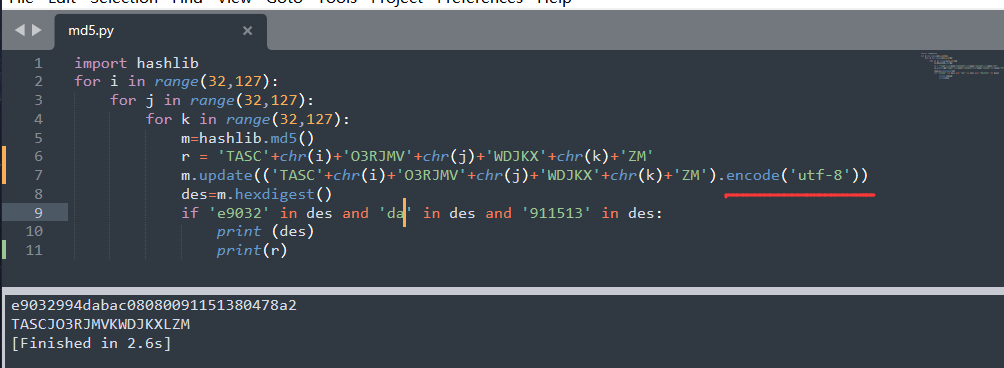 File Edit Selection Find View Goto Tools Project Preferences Help
md5.py
1 import hashlib
2 for i in range(32,127):
3     for j in range(32,127):
4         for k in range(32,127):
5             m=hashlib.md5()
6             r = 'TASC'+chr(i)+'O3RJMV'+chr(j)+'WDJKX'+chr(k)+'ZM'
7             m.update(('TASC'+chr(i)+'O3RJMV'+chr(j)+'WDJKX'+chr(k)+'ZM').encode('utf-8'))
8             des=m.hexdigest()
9             if 'e9032' in des and 'da' in des and '911513' in des:
10                 print (des)
11                 print(r)
e9032994dabac08080091151380478a2
TASCJO3RJMVKWDJKXLZM
[Finished in 2.6s]